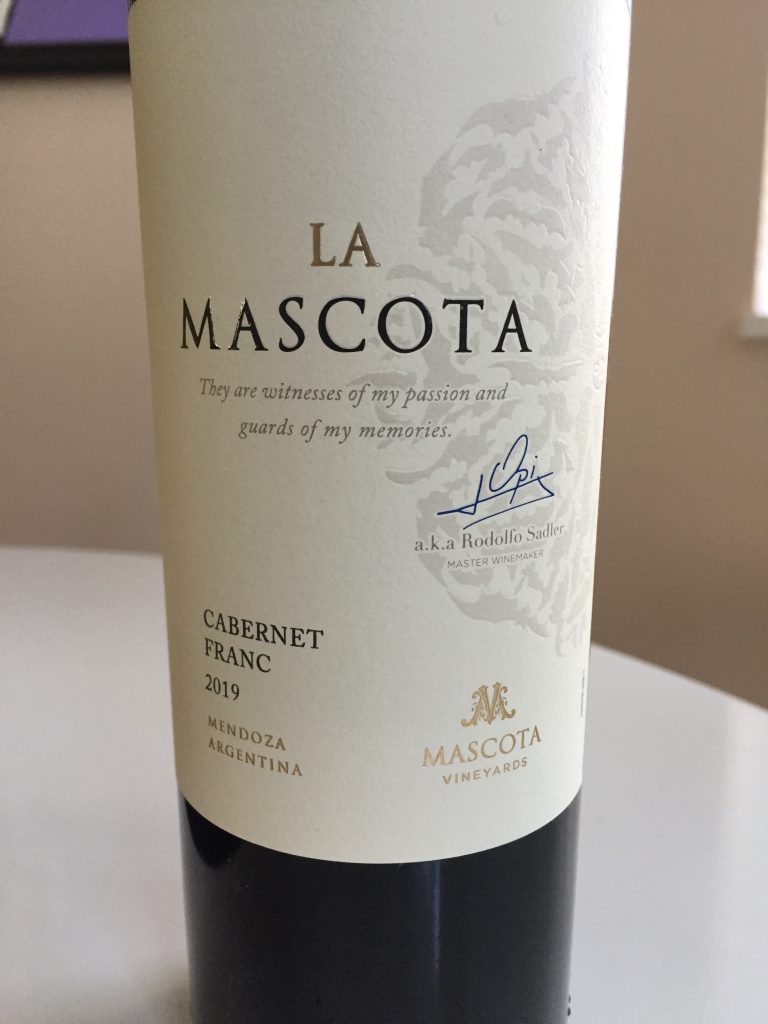 LA
MASCOTA
They are witnesses of my passion and
guards of my memories.
Opi
a.k.a Rodolfo Sadler
MASTER WINEMAKER
CABERNET
FRANC
2019
MENDOZA
ARGENTINA
M
MASCOTA
VINEYARDS